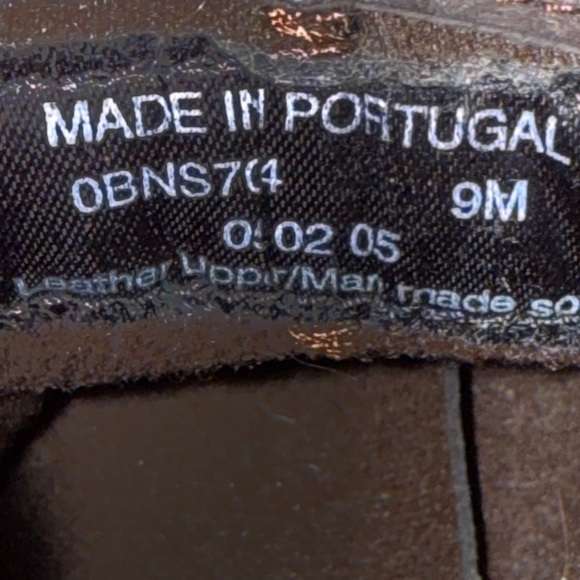 MADE IN PORTUGAL
9M
02 05
Leather Upper/Man made